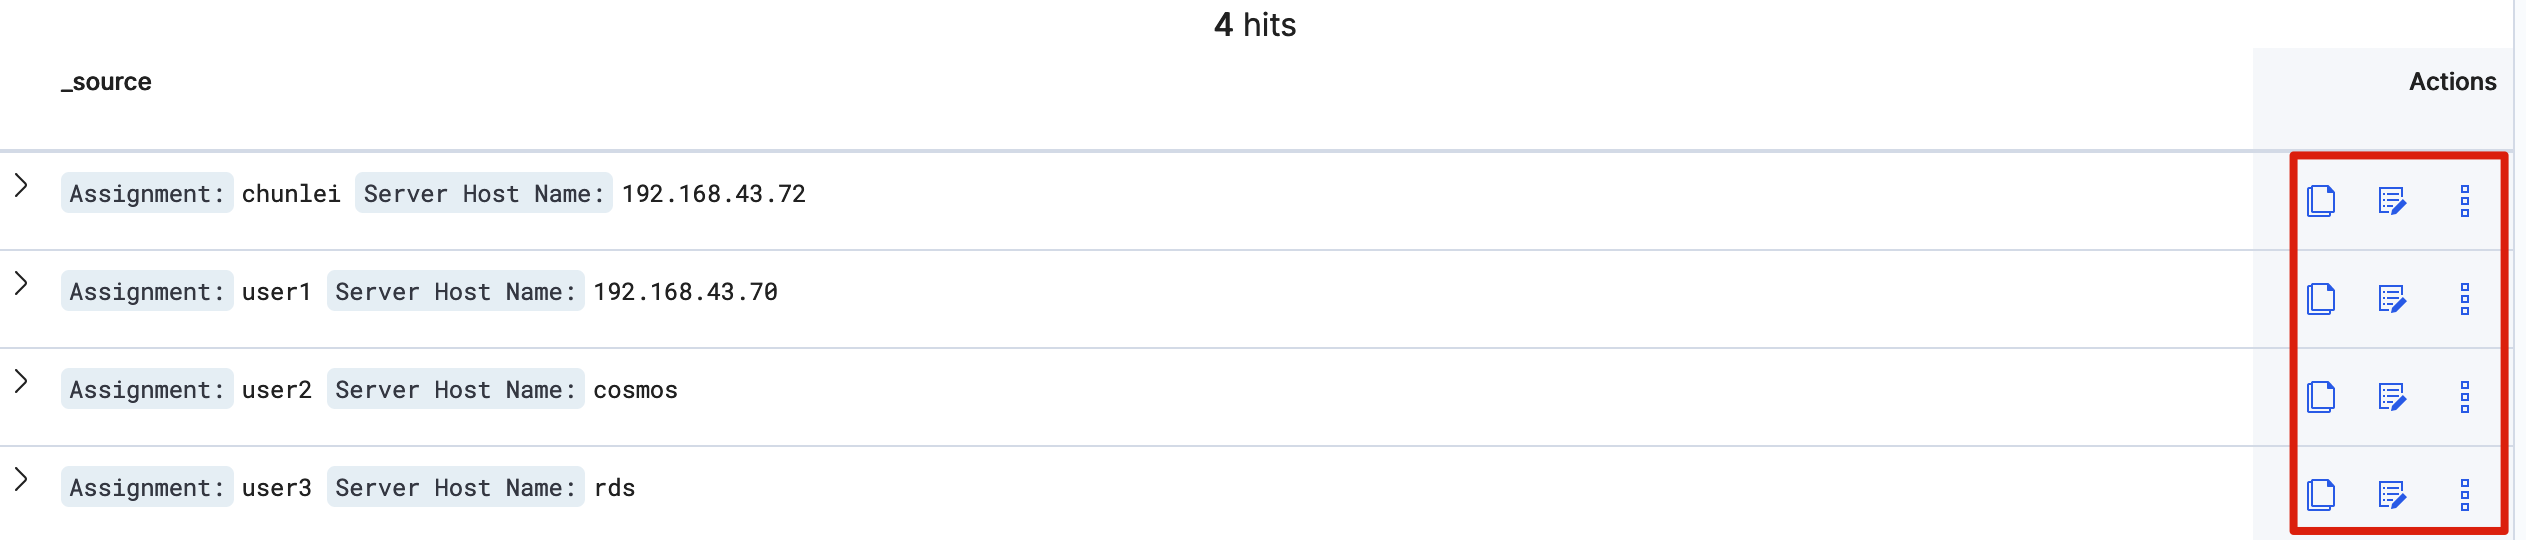 4 hits
_source Actions
Assignment: chunlei Server Host Name: 192.168.43.72
Assignment: user1 Server Host Name: 192.168.43.70
Assignment: user2 Server Host Name: cosmos
Assignment: user3 Server Host Name: rds